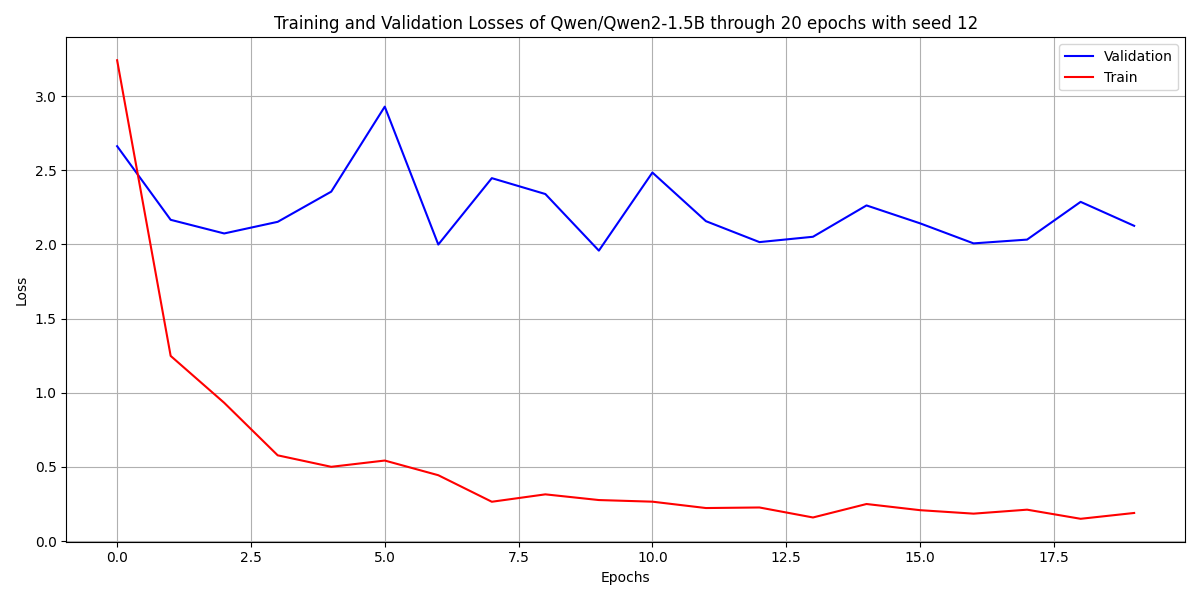 Training and Validation Losses of Qwen/Qwen2-1.5B through 20 epochs with seed 12
Validation
Train
Loss
3.0
2.5
2.0
1.5
1.0
0.5
0.0
0.0 2.5 5.0 7.5 10.0 12.5 15.0 17.5
Epochs